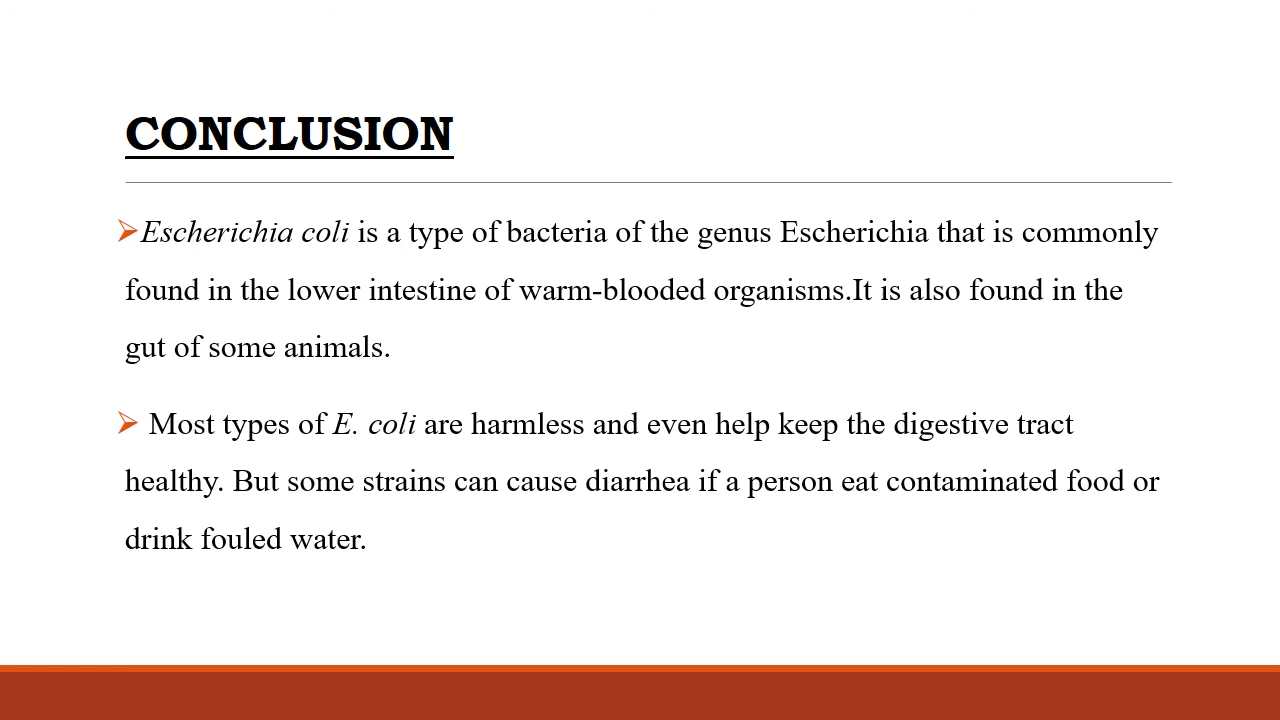 CONCLUSION
➢Escherichia coli is a type of bacteria of the genus Escherichia that is commonly
found in the lower intestine of warm-blooded organisms.It is also found in the
gut of some animals.
➢ Most types of E. coli are harmless and even help keep the digestive tract
healthy. But some strains can cause diarrhea if a person eat contaminated food or
drink fouled water.